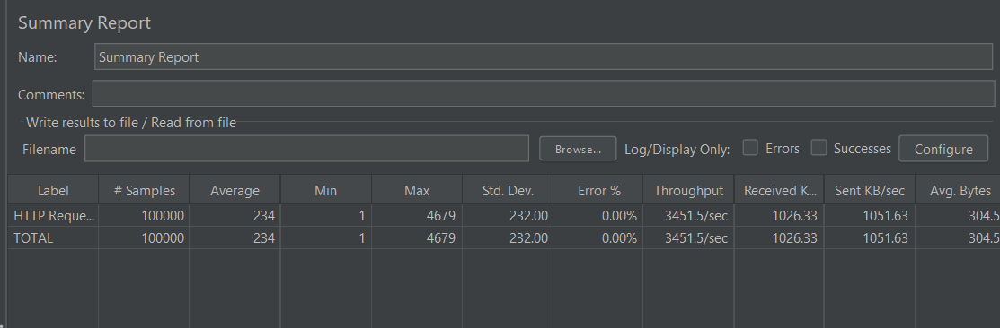 Summary Report
Name: Summary Report
Comments:
Write results to file / Read from file
Filename Browse... Log/Display Only: Errors Successes Configure
Label # Samples Average Min Max Std. Dev. Error % Throughput Received K... Sent KB/sec Avg. Bytes
HTTP Reque... 100000 234 1 4679 232.00 0.00% 3451.5/sec 1026.33 1051.63 304.5
TOTAL 100000 234 1 4679 232.00 0.00% 3451.5/sec 1026.33 1051.63 304.5